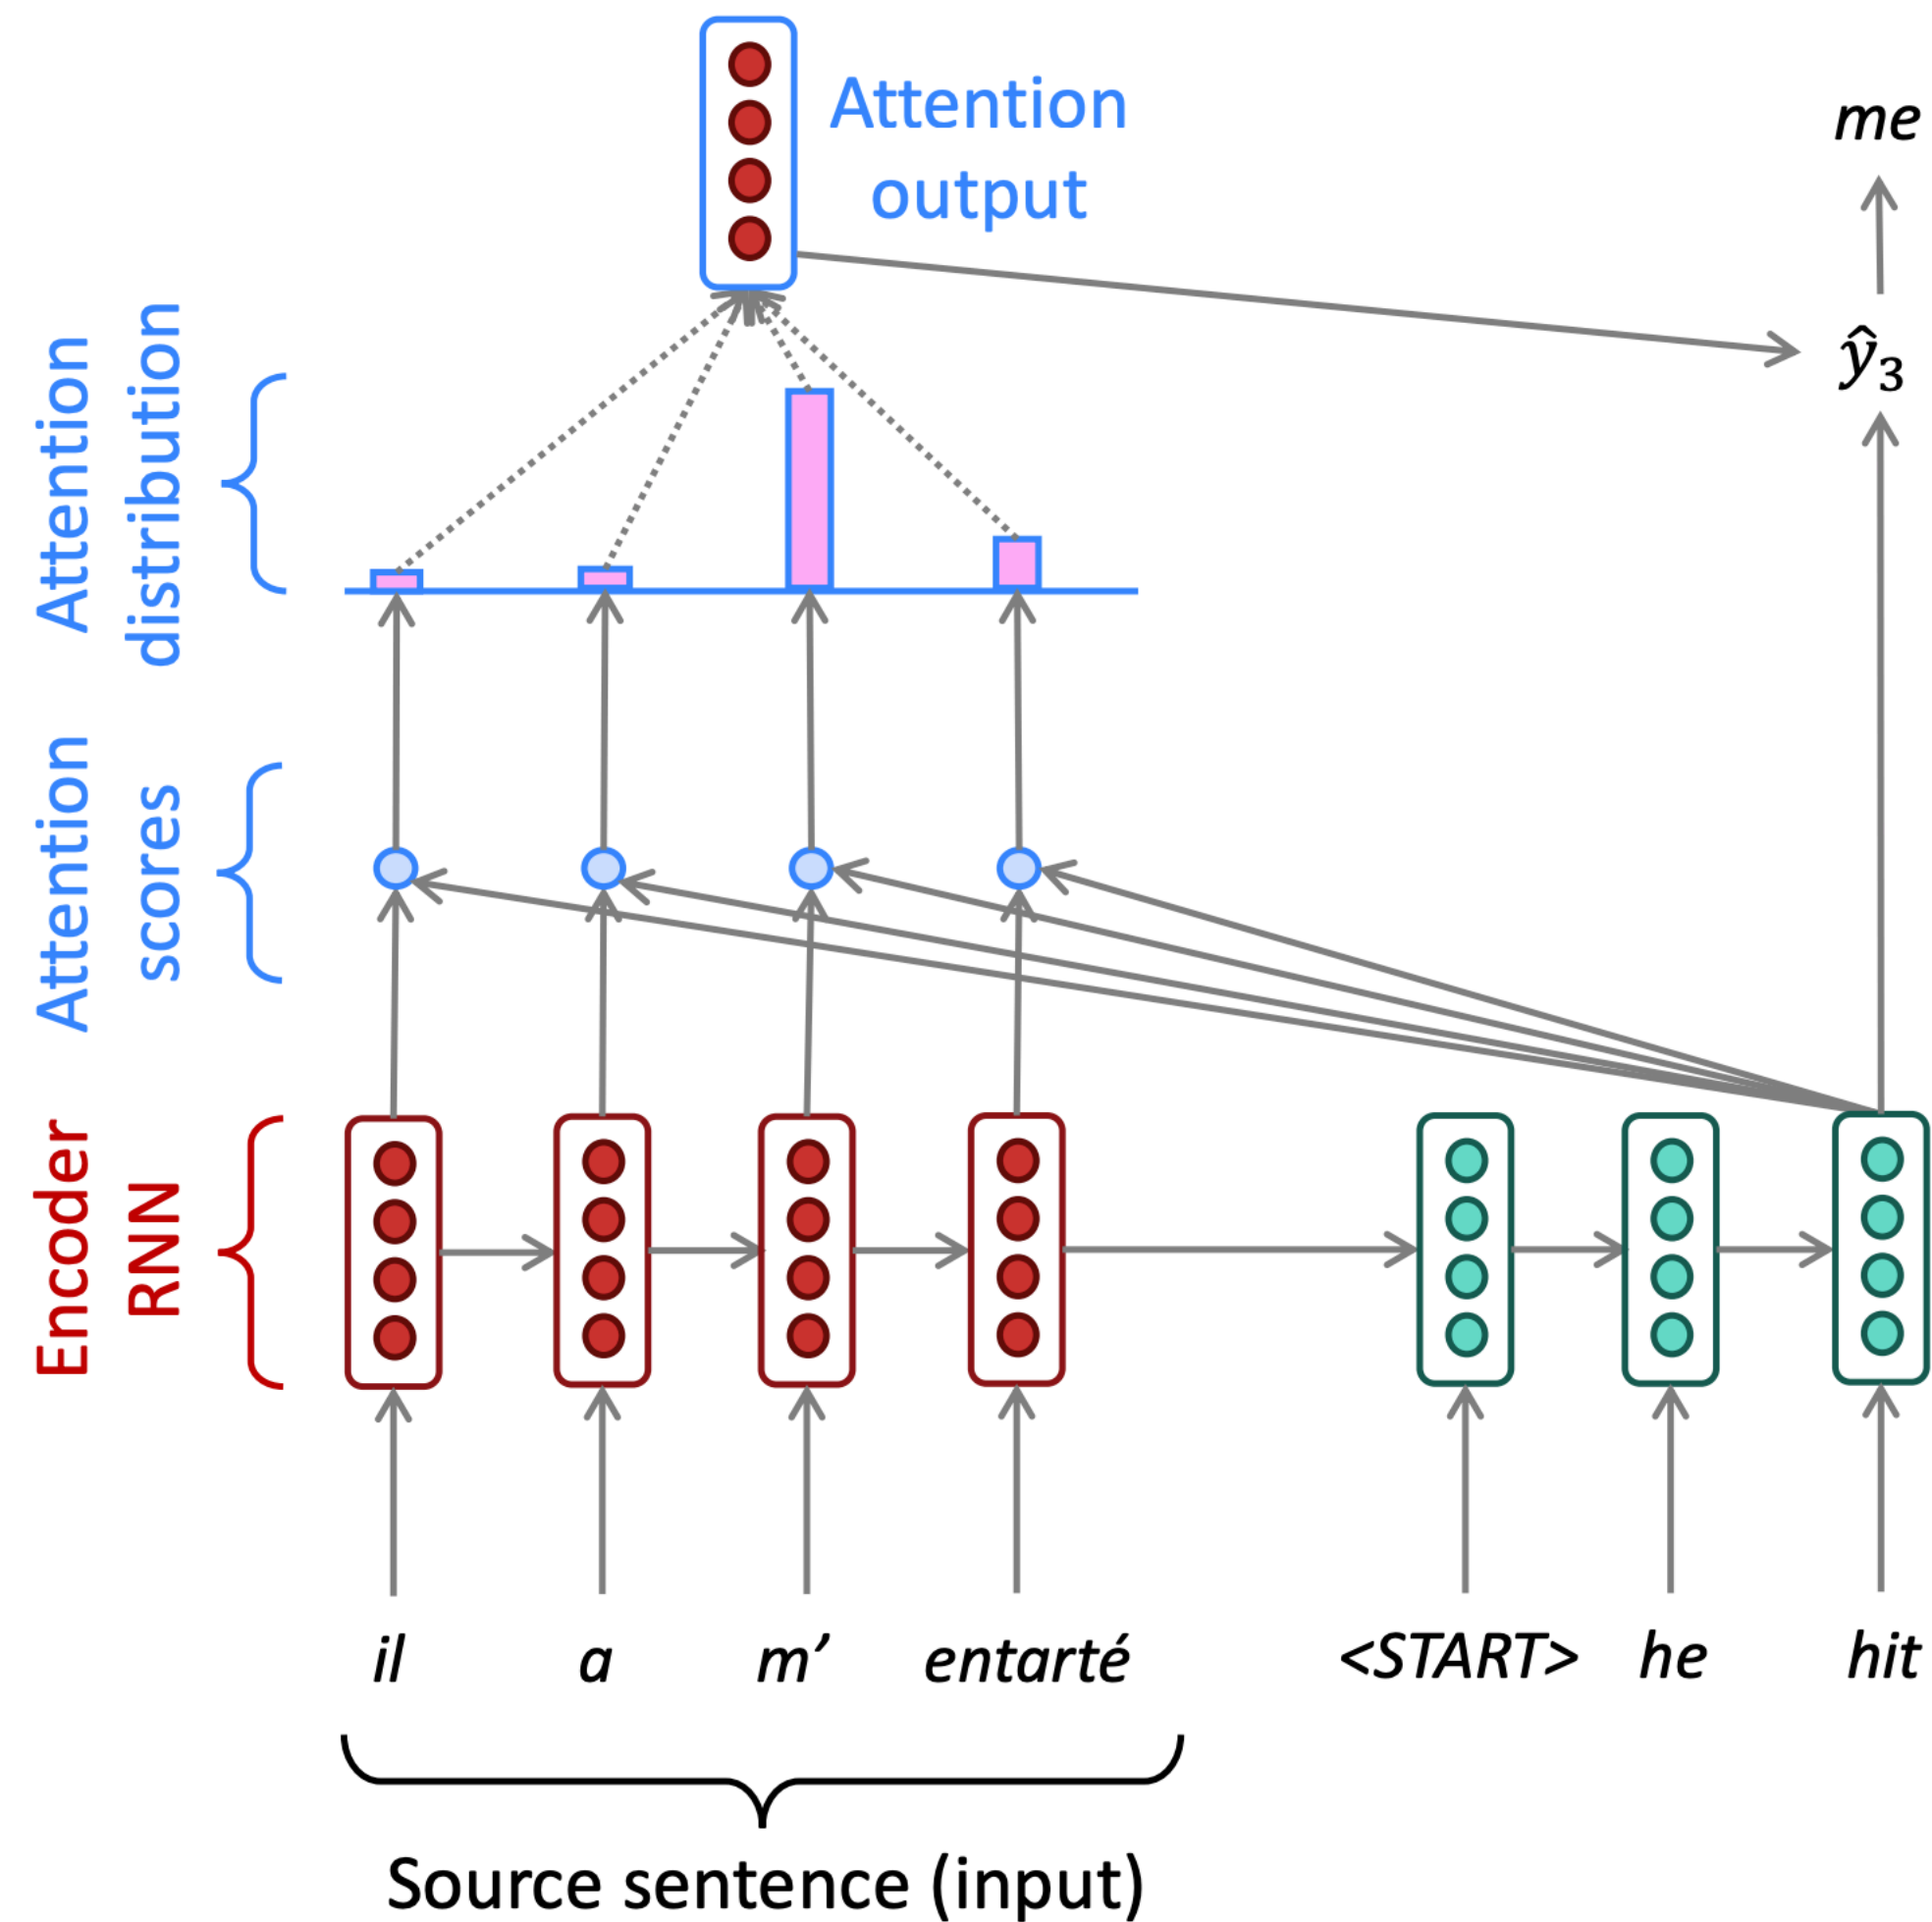 Attention
output
me
ŷ₃
Attention
distribution
Attention
scores
Encoder
RNN
il a m’ entarté <START> he hit
Source sentence (input)